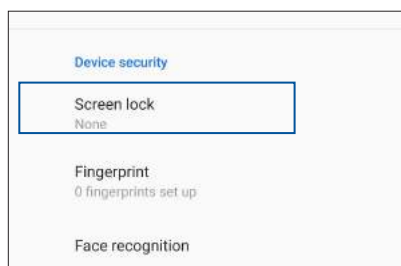 Device security
Screen lock
None
Fingerprint
0 fingerprints set up
Face recognition